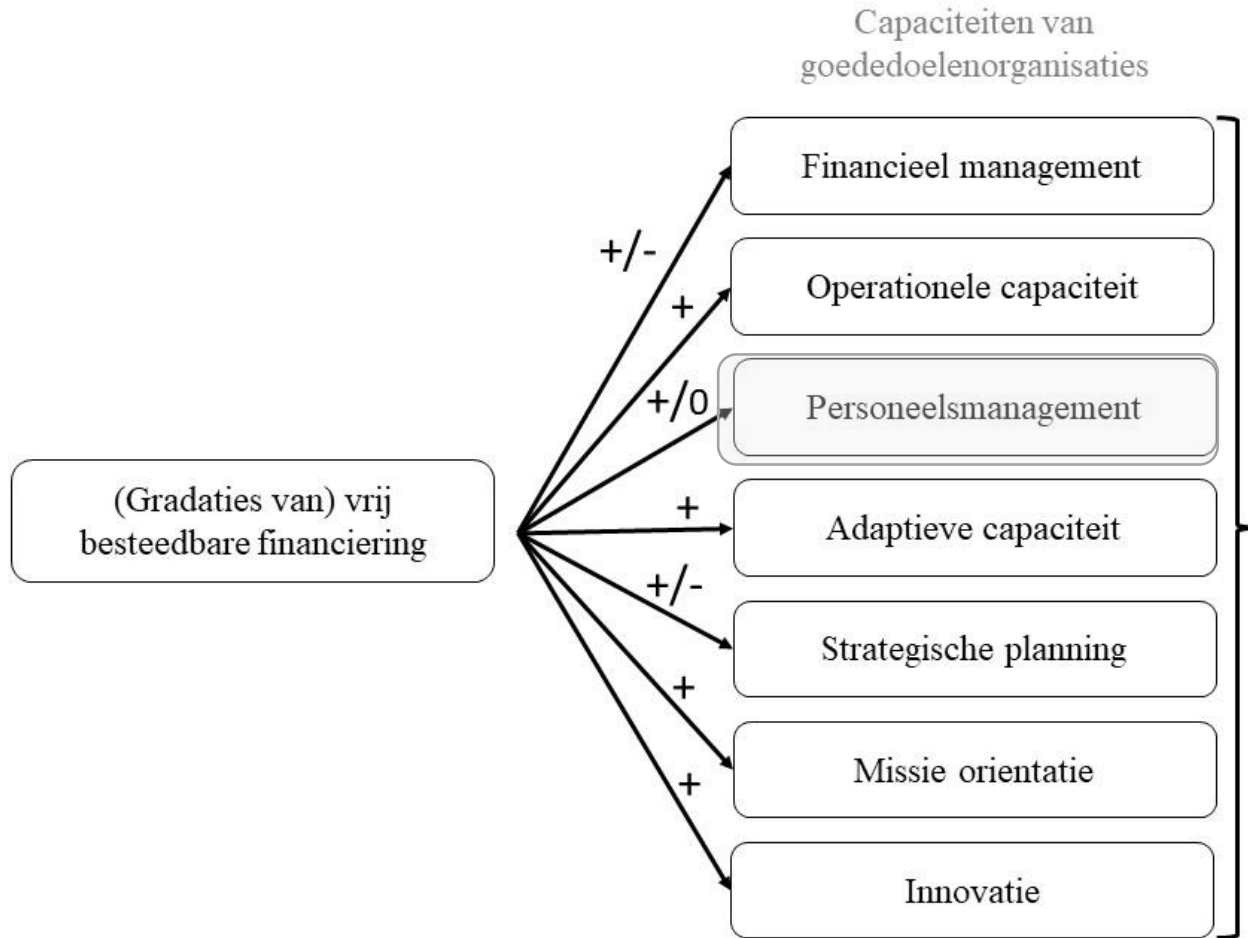 Capaciteiten van
goededoelenorganisaties
Financieel management
+/-
Operationele capaciteit
+
Personeelsmanagement
+/0
(Gradaties van) vrij
besteedbare financiering
Adaptieve capaciteit
+
Strategische planning
+/-
Missie orientatie
+
Innovatie
+